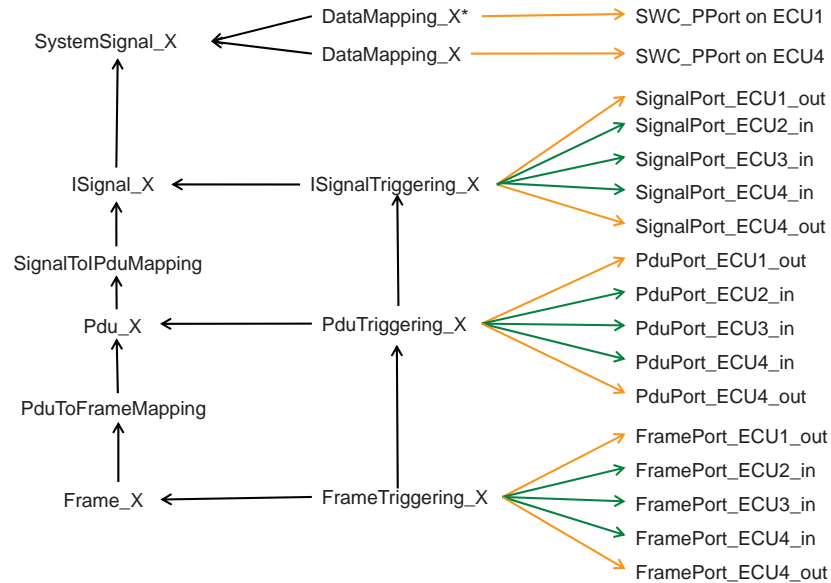 DataMapping_X*
SWC_PPort on ECU1
SystemSignal_X
DataMapping_X
SWC_PPort on ECU4
SignalPort_ECU1_out
SignalPort_ECU2_in
SignalPort_ECU3_in
ISignal_X
ISignalTriggering_X
SignalPort_ECU4_in
SignalPort_ECU4_out
SignalToIPduMapping
PduPort_ECU1_out
PduPort_ECU2_in
Pdu_X
PduTriggering_X
PduPort_ECU3_in
PduPort_ECU4_in
PduPort_ECU4_out
PduToFrameMapping
FramePort_ECU1_out
FramePort_ECU2_in
Frame_X
FrameTriggering_X
FramePort_ECU3_in
FramePort_ECU4_in
FramePort_ECU4_out